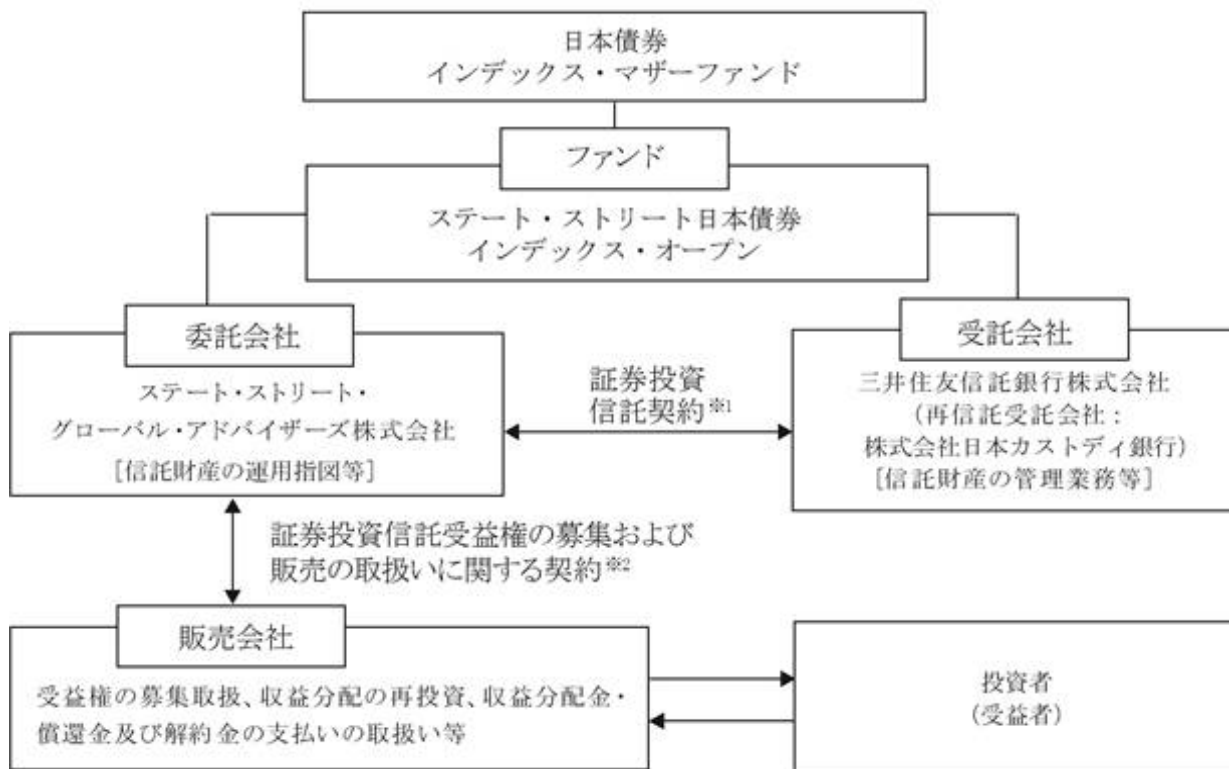 日本債券
インデックス・マザーファンド
ファンド
ステート・ストリート日本債券
インデックス・オープン
委託会社
ステート・ストリート・
グローバル・アドバイザーズ株式会社
[信託財産の運用指図等]
証券投資
信託契約※1
受託会社
三井住友信託銀行株式会社
(再信託受託会社:
株式会社日本カストディ銀行)
[信託財産の管理業務等]
証券投資信託受益権の募集および
販売の取扱いに関する契約※2
販売会社
受益権の募集取扱、収益分配の再投資、収益分配金・
償還金及び解約金の支払いの取扱い等
投資者
(受益者)